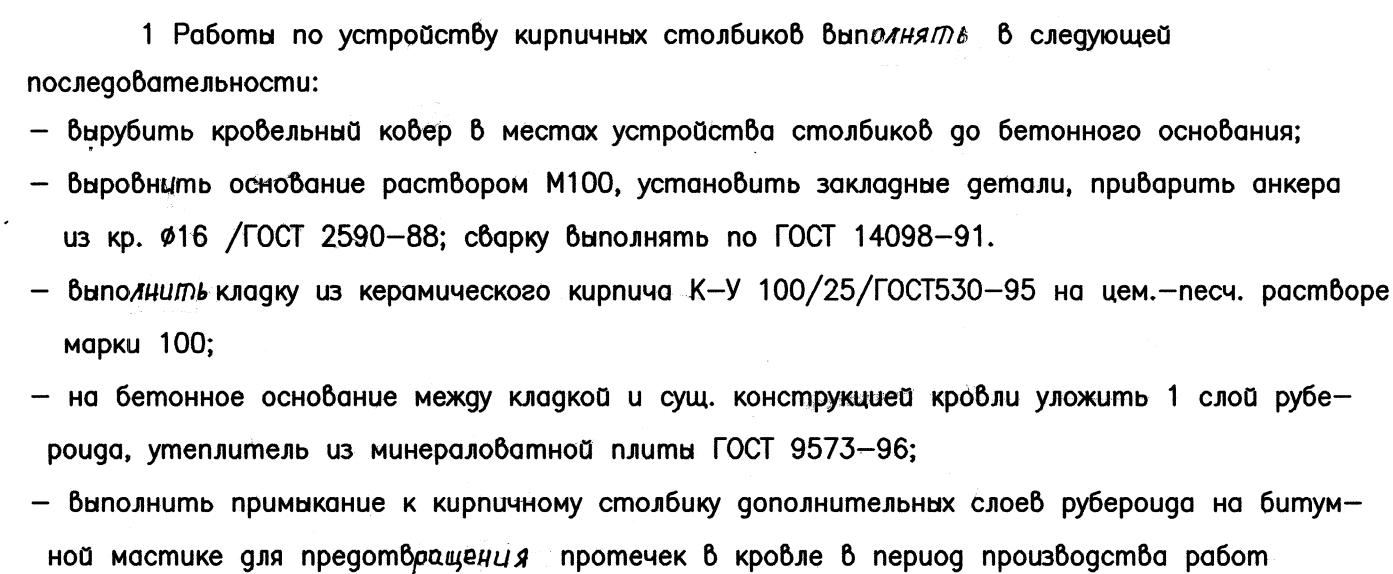 1 Работы по устройству кирпичных столбиков выполнять в следующей
последовательности:
— вырубить кровельный ковер в местах устройства столбиков до бетонного основания;
— выровнить основание раствором М100, установить закладные детали, приварить анкера
из кр. ø16 /ГОСТ 2590—88; сварку выполнять по ГОСТ 14098—91.
— выполнить кладку из керамического кирпича К—У 100/25/ГОСТ530—95 на цем.—песч. растворе
марки 100;
— на бетонное основание между кладкой и сущ. конструкцией кровли уложить 1 слой рубе—
роида, утеплитель из минераловатной плиты ГОСТ 9573—96;
— выполнить примыкание к кирпичному столбику дополнительных слоев рубероида на битум—
ной мастике для предотвращения протечек в кровле в период производства работ